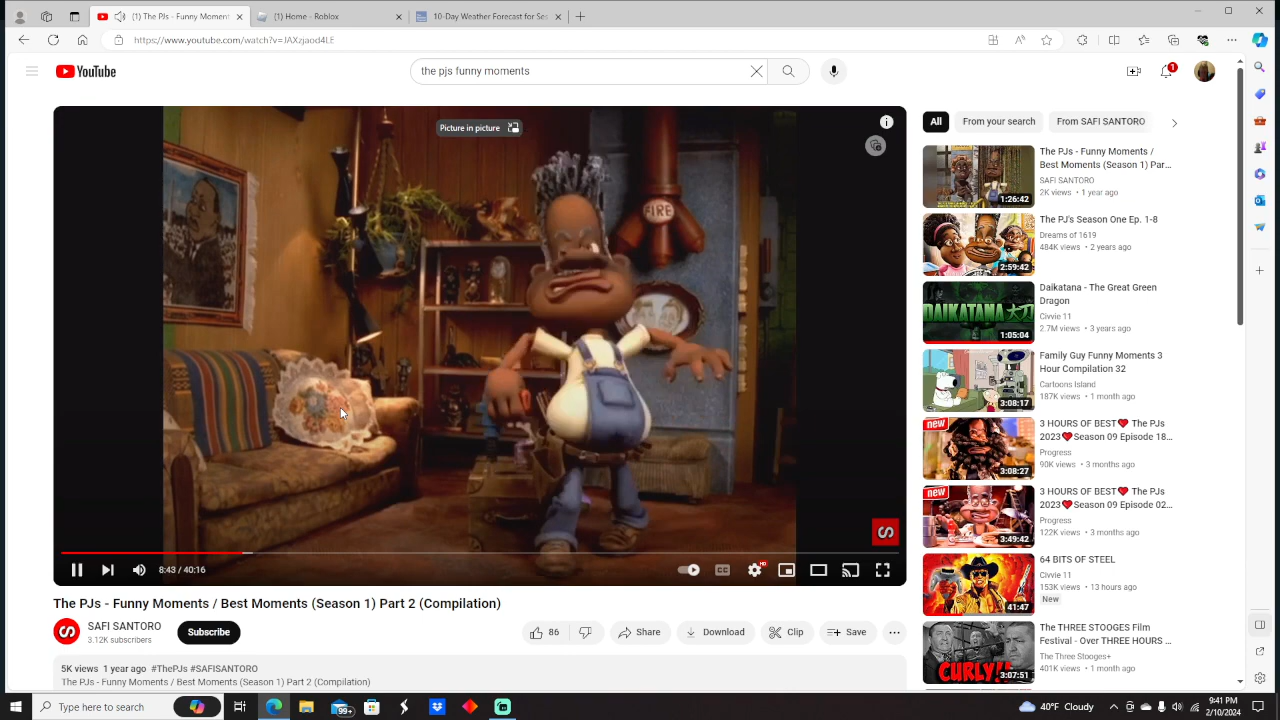 (1) The PJs - Funny Moment
(1) Home - Roblox
10-Day Weather Forecast for Se
https://www.youtube.com/watch?v=JAXzjaod4LE
YouTube
the pjs funny moments
1
Picture in picture
FIRE
8:43 / 40:16
CC
HD
The PJs - Funny Moments / Best Moments (Season 1) Part 2 (Compilation)
SAFI SANTORO
3.12K subscribers
Subscribe
86
Share
Download
Clip
Save
5K views 1 year ago #ThePJs #SAFISANTORO
The PJs - Funny Moments / Best Moments (Season 1) Part 2 (Compilation)
All
From your search
From SAFI SANTORO
The PJs - Funny Moments /
Best Moments (Season 1) Par...
SAFI SANTORO
2K views • 1 year ago
1:26:42
The PJ's Season One Ep. 1-8
Dreams of 1619
484K views • 2 years ago
2:59:42
Daikatana - The Great Green
Dragon
Civvie 11
2.7M views • 3 years ago
DAIKATANA 大刀
1:05:04
Family Guy Funny Moments 3
Hour Compilation 32
Cartoons Island
187K views • 1 month ago
3:08:17
new
3 HOURS OF BEST❤️ The PJs
2023❤️Season 09 Episode 18...
Progress
90K views • 3 months ago
3:08:27
new
3 HOURS OF BEST❤️ The PJs
2023❤️Season 09 Episode 02...
Progress
122K views • 3 months ago
3:49:42
64 BITS OF STEEL
Civvie 11
153K views • 13 hours ago
New
41:47
The THREE STOOGES Film
Festival - Over THREE HOURS ...
The Three Stooges+
401K views • 1 month ago
CURLY!!
3:07:51
Type here to search
40°F Cloudy
9:41 PM
2/10/2024